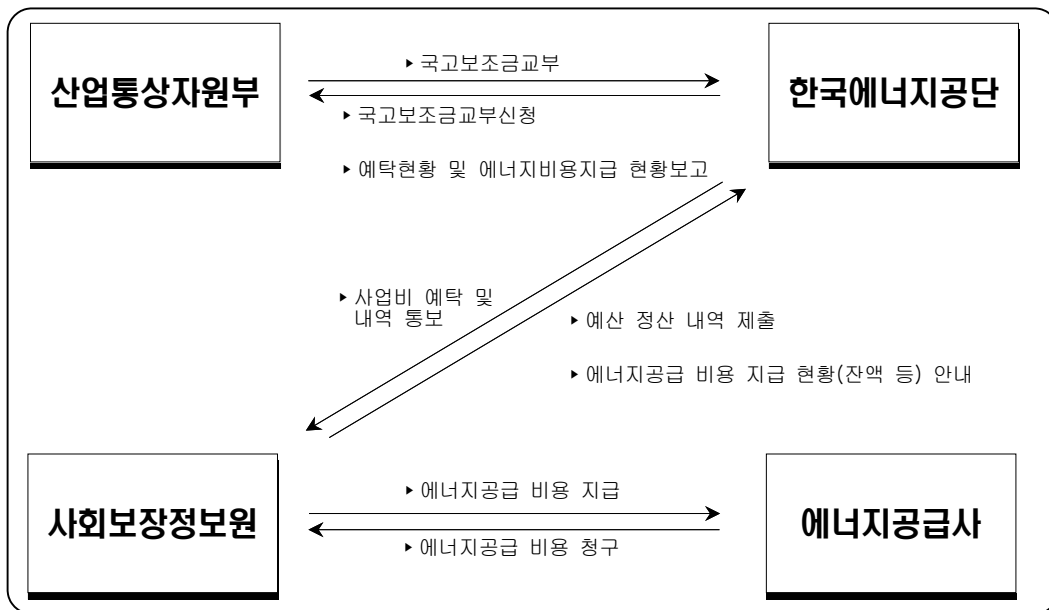 산업통상자원부
▸ 국고보조금교부
한국에너지공단
▸ 국고보조금교부신청
▸ 예탁현황 및 에너지비용지급 현황보고
▸ 사업비 예탁 및
내역 통보
▸ 예산 정산 내역 제출
▸ 에너지공급 비용 지급 현황(잔액 등) 안내
사회보장정보원
▸ 에너지공급 비용 지급
▸ 에너지공급 비용 청구
에너지공급사